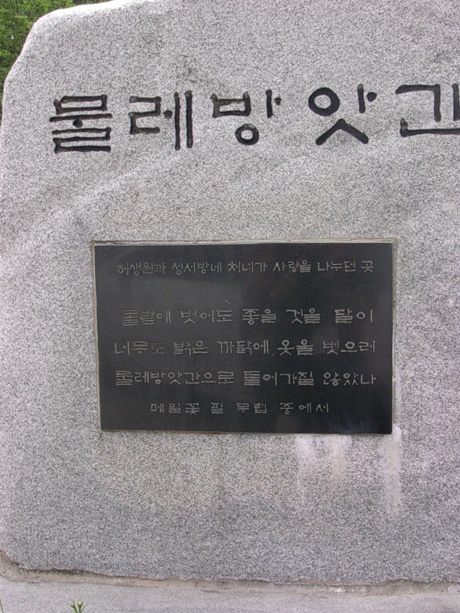 물레방앗간
허생원과 성서방네 처녀가 사랑을 나누던 곳
돌밭에 벗어도 좋을 것을 달이
너무도 밝은 까닭에 옷을 벗으러
물레방앗간으로 들어가질 않았나
메밀꽃 필 무렵 중에서